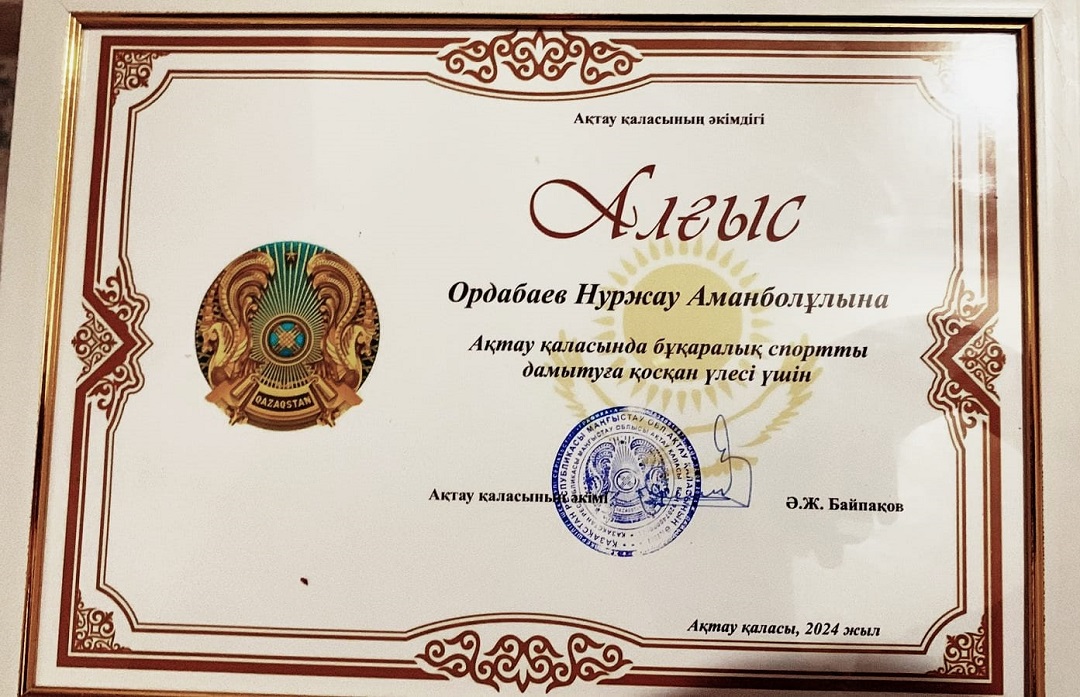 Ақтау қаласының әкімдігі
Алғыс
Ордабаев Нуржау Аманболұлына
Ақтау қаласында бұқаралық спортты
дамытуға қосқан үлесі үшін
QAZAQSTAN
Ақтау қаласының әкімі
Ә.Ж. Байпақов
Ақтау қаласы, 2024 жыл